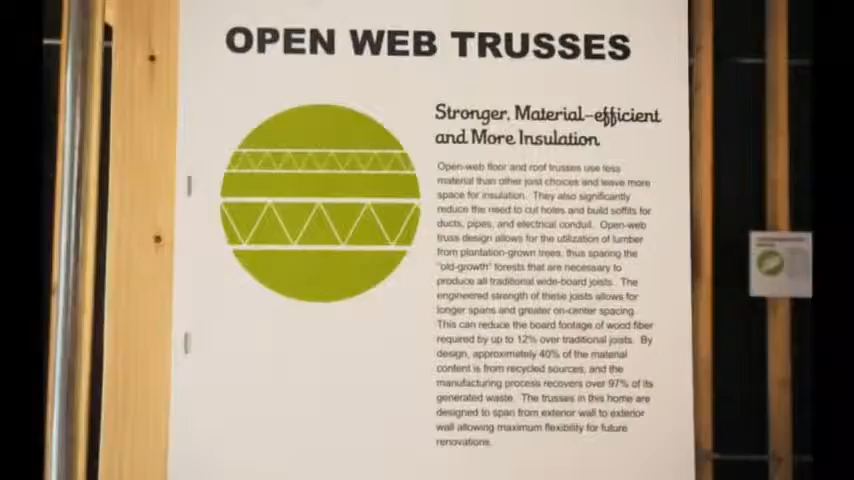 OPEN WEB TRUSSES
Stronger, Material-efficient
and More Insulation
Open-web floor and roof trusses use less
material than other joist choices and leave more
space for insulation. They also significantly
reduce the need to cut holes and build soffits for
ducts, pipes, and electrical conduit. Open-web
truss design allows for the utilization of lumber
from plantation-grown trees, thus sparing the
"old-growth" forests that are necessary to
produce all traditional wide-board joists. The
engineered strength of these joists allows for
longer spans and greater on-center spacing.
This can reduce the board footage of wood fiber
required by up to 12% over traditional joists. By
design, approximately 40% of the material
content is from recycled sources, and the
manufacturing process recovers over 97% of its
generated waste. The trusses in this home are
designed to span from exterior wall to exterior
wall allowing maximum flexibility for future
renovations.